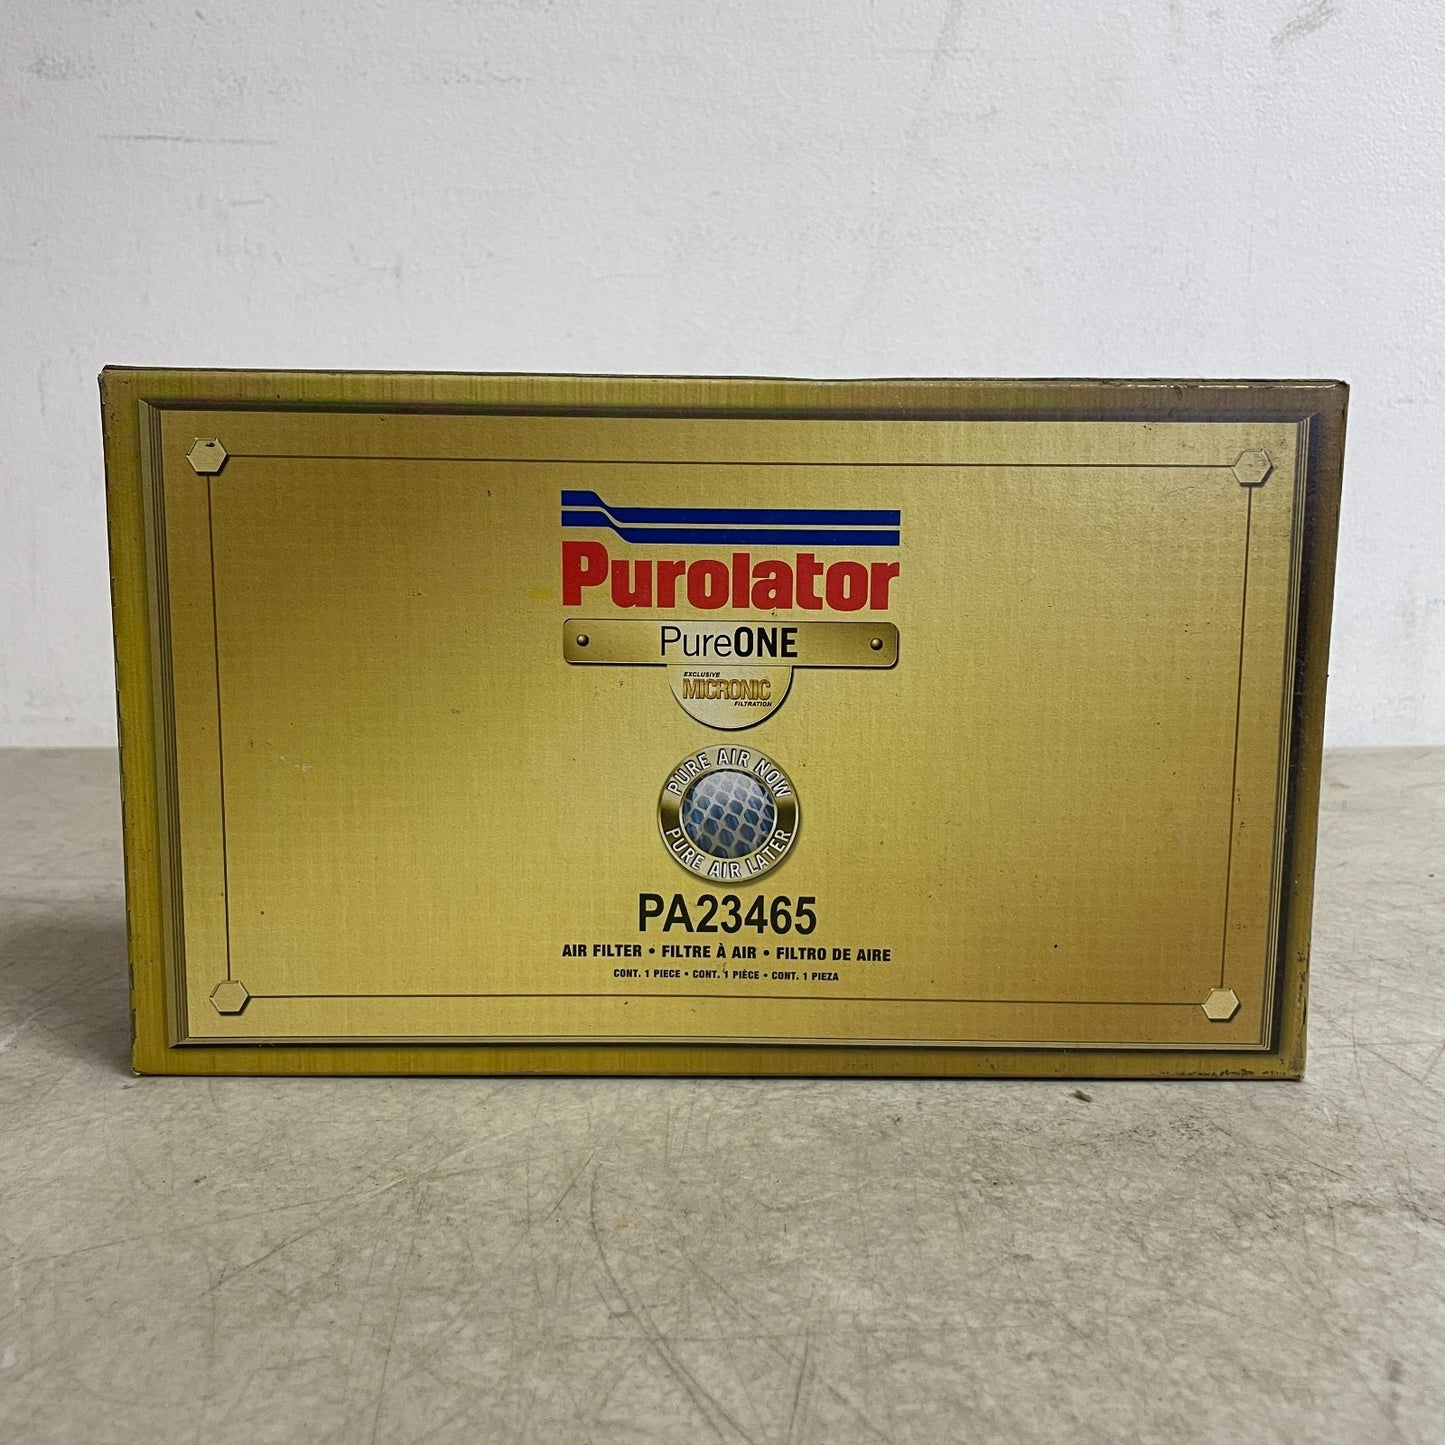 Purolator
PureONE
EXCLUSIVE
MICRONIC
FILTRATION
PURE AIR NOW
PURE AIR LATER
PA23465
AIR FILTER • FILTRE À AIR • FILTRO DE AIRE
CONT. 1 PIECE • CONT. 1 PIÈCE • CONT. 1 PIEZA